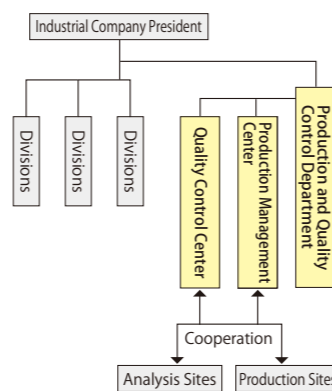 Industrial Company President
Divisions
Divisions
Divisions
Quality Control Center
Production Management
Center
Production and Quality
Control Department
Cooperation
Analysis Sites
Production Sites